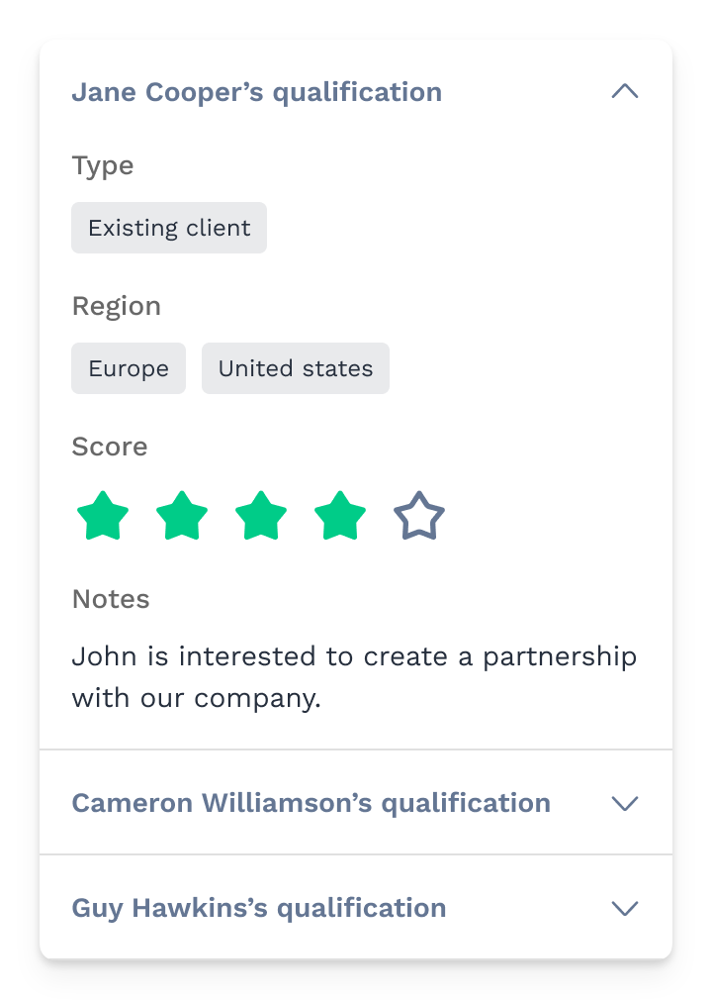 Jane Cooper’s qualification
Type
Existing client
Region
Europe United states
Score
Notes
John is interested to create a partnership
with our company.
Cameron Williamson’s qualification
Guy Hawkins’s qualification